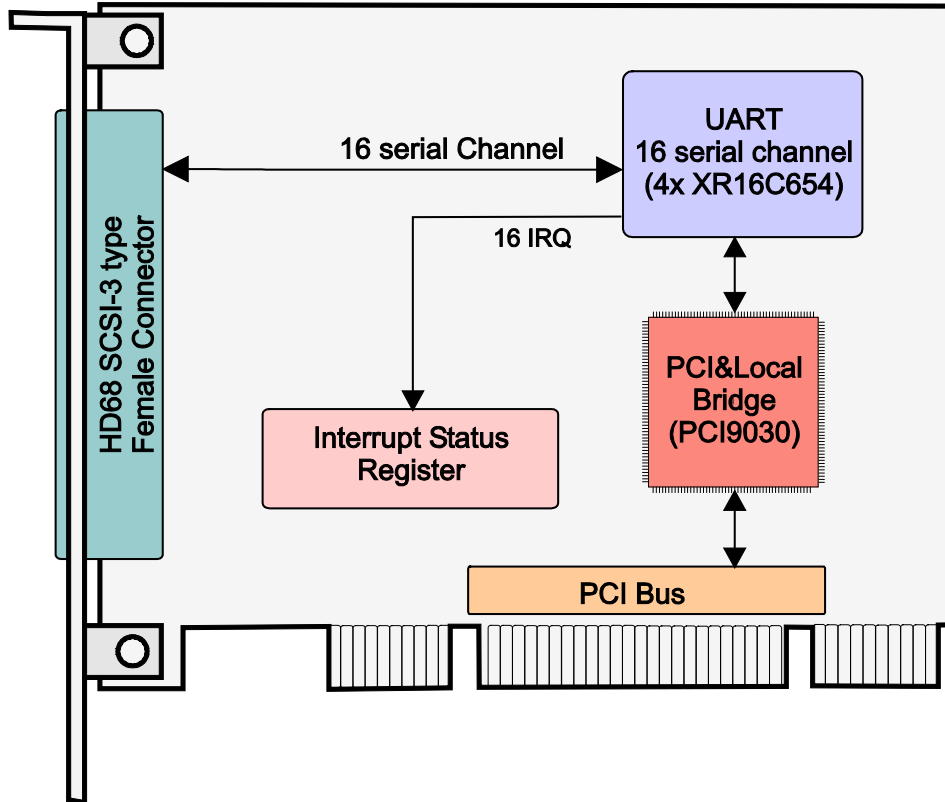 UART
16 serial channel
(4x XR16C654)
16 serial Channel
16 IRQ
HD68 SCSI-3 type
Female Connector
PCI&Local
Bridge
(PCI9030)
Interrupt Status
Register
PCI Bus